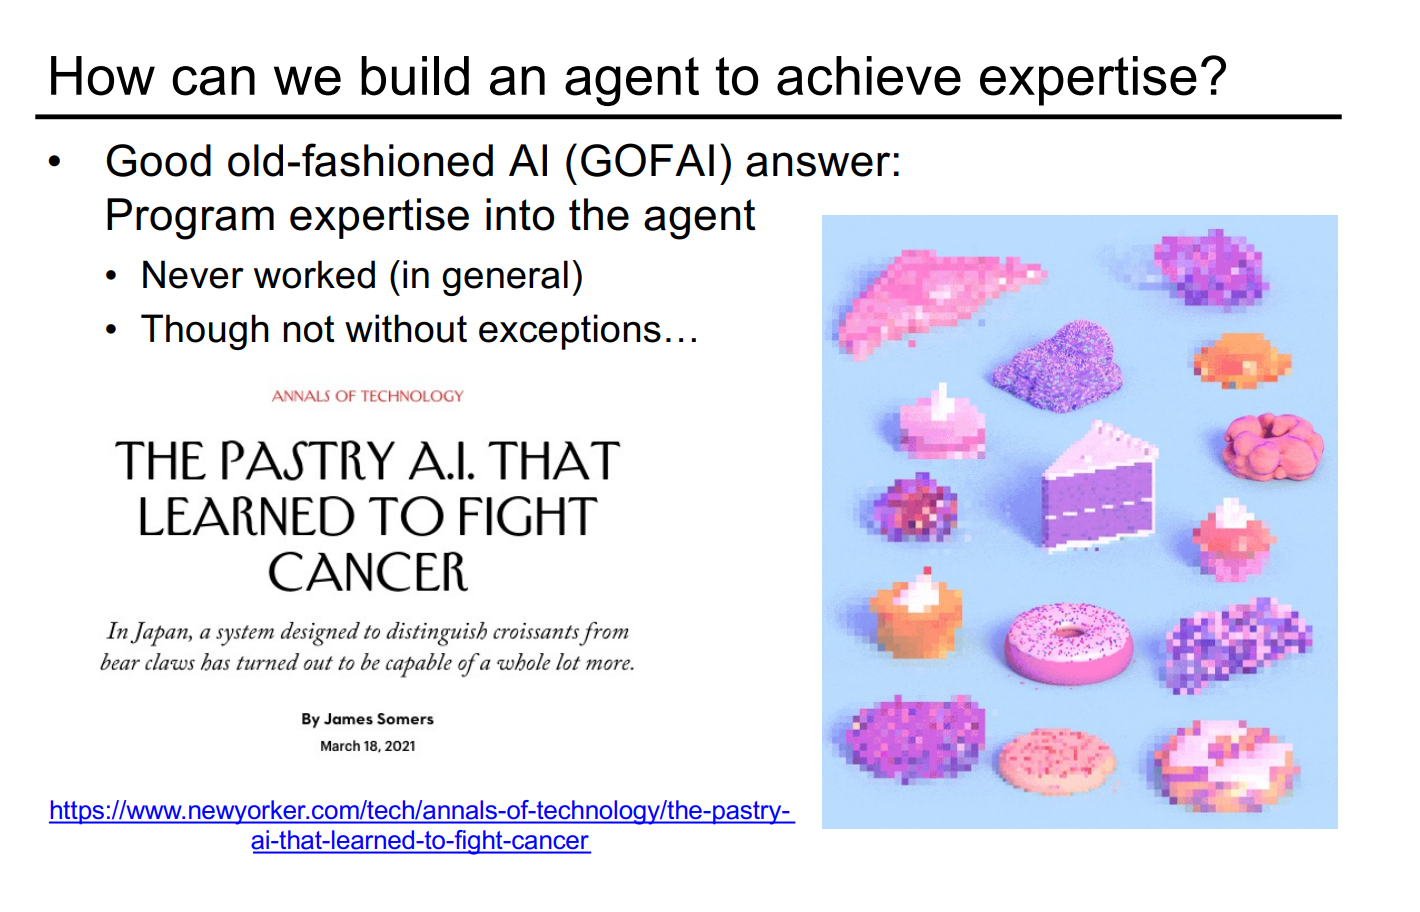 How can we build an agent to achieve expertise?
• Good old-fashioned AI (GOFAI) answer:
Program expertise into the agent
• Never worked (in general)
• Though not without exceptions…
ANNALS OF TECHNOLOGY
THE PASTRY A.I. THAT
LEARNED TO FIGHT
CANCER
In Japan, a system designed to distinguish croissants from
bear claws has turned out to be capable of a whole lot more.
By James Somers
March 18, 2021
https://www.newyorker.com/tech/annals-of-technology/the-pastry-
ai-that-learned-to-fight-cancer